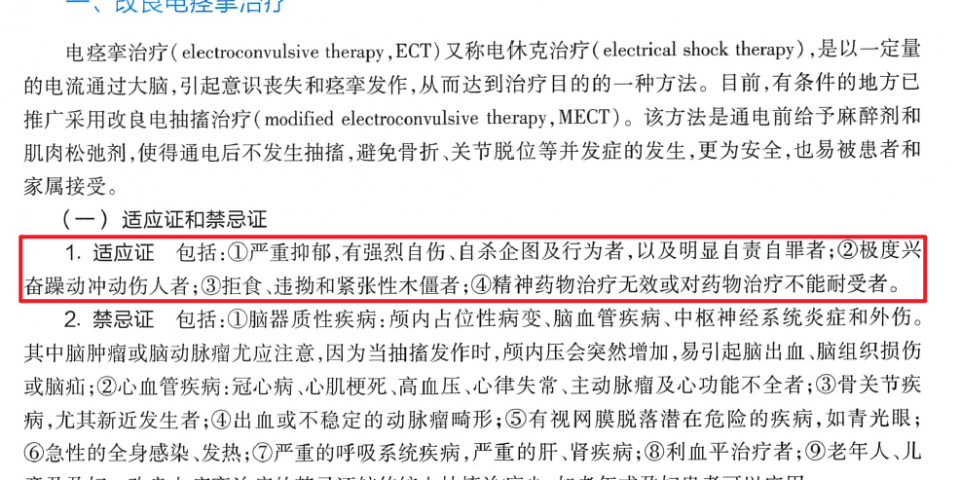 一、改良电痉挛治疗
电痉挛治疗(electroconvulsive therapy,ECT)又称电休克治疗(electrical shock therapy),是以一定量
的电流通过大脑,引起意识丧失和痉挛发作,从而达到治疗目的的一种方法。目前,有条件的地方已
推广采用改良电抽搐治疗(modified electroconvulsive therapy,MECT)。该方法是通电前给予麻醉剂和
肌肉松弛剂,使得通电后不发生抽搐,避免骨折、关节脱位等并发症的发生,更为安全,也易被患者和
家属接受。
(一)适应证和禁忌证
1. 适应证 包括:①严重抑郁,有强烈自伤、自杀企图及行为者,以及明显自责自罪者;②极度兴
奋躁动冲动伤人者;③拒食、违拗和紧张性木僵者;④精神药物治疗无效或对药物治疗不能耐受者。
2. 禁忌证 包括:①脑器质性疾病:颅内占位性病变、脑血管疾病、中枢神经系统炎症和外伤。
其中脑肿瘤或脑动脉瘤尤应注意,因为当抽搐发作时,颅内压会突然增加,易引起脑出血、脑组织损伤
或脑疝;②心血管疾病:冠心病、心肌梗死、高血压、心律失常、主动脉瘤及心功能不全者;③骨关节疾
病,尤其新近发生者;④出血或不稳定的动脉瘤畸形;⑤有视网膜脱落潜在危险的疾病,如青光眼;
⑥急性的全身感染、发热;⑦严重的呼吸系统疾病,严重的肝、肾疾病;⑧利血平治疗者;⑨老年人、儿